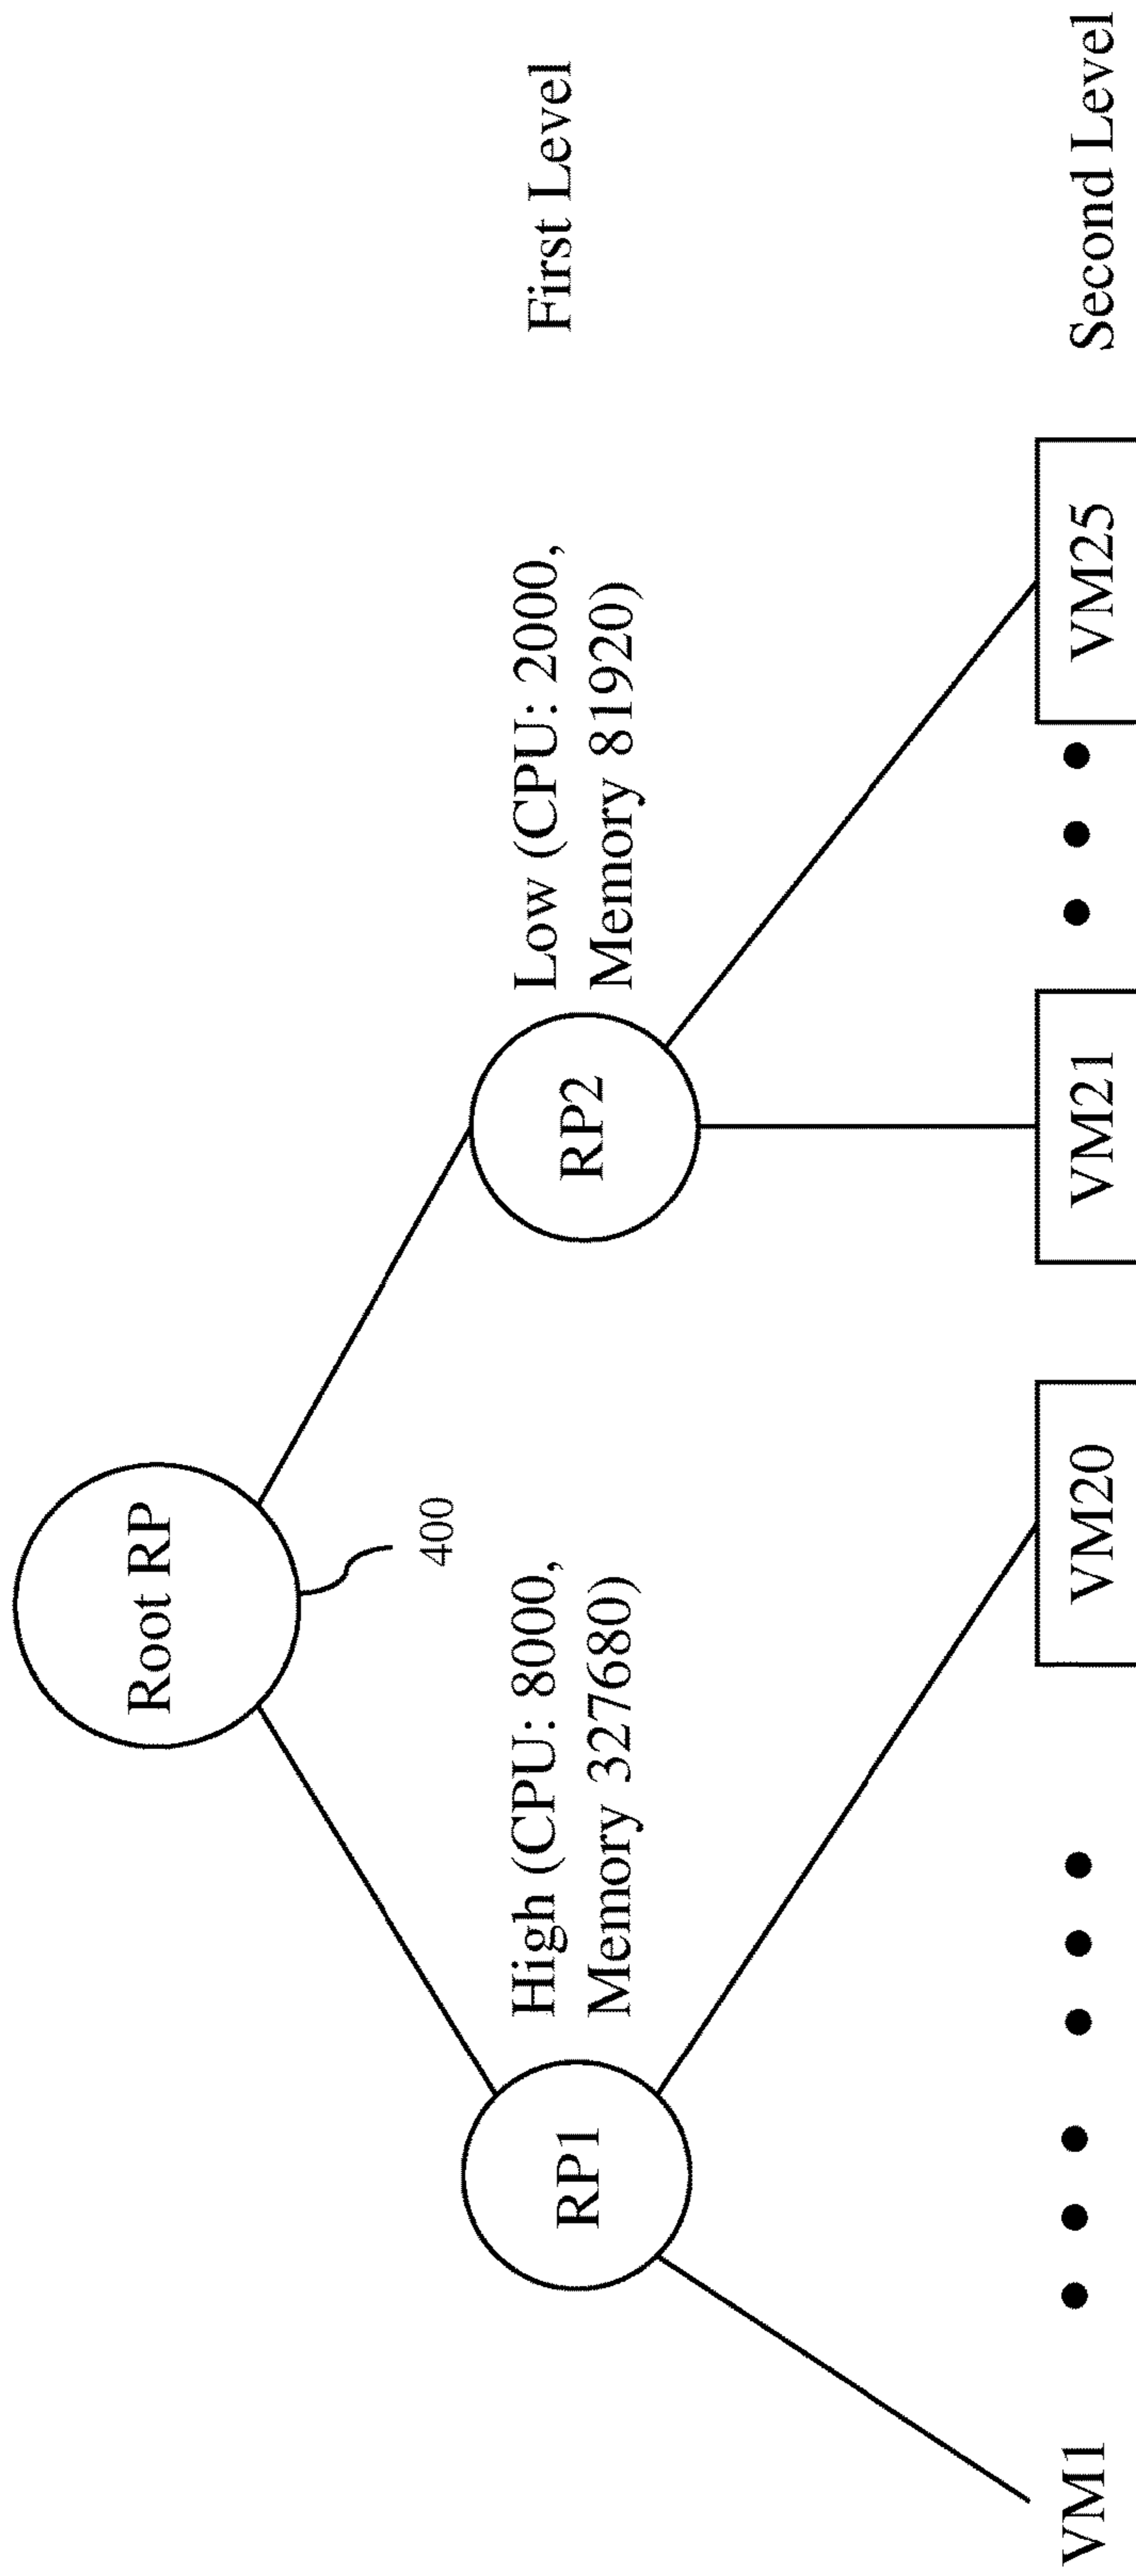 Root RP
400
High (CPU: 8000,
Memory 327680)
Low (CPU: 2000,
Memory 81920)
RP1
RP2
First Level
VM1
VM20
VM21
VM25
Second Level